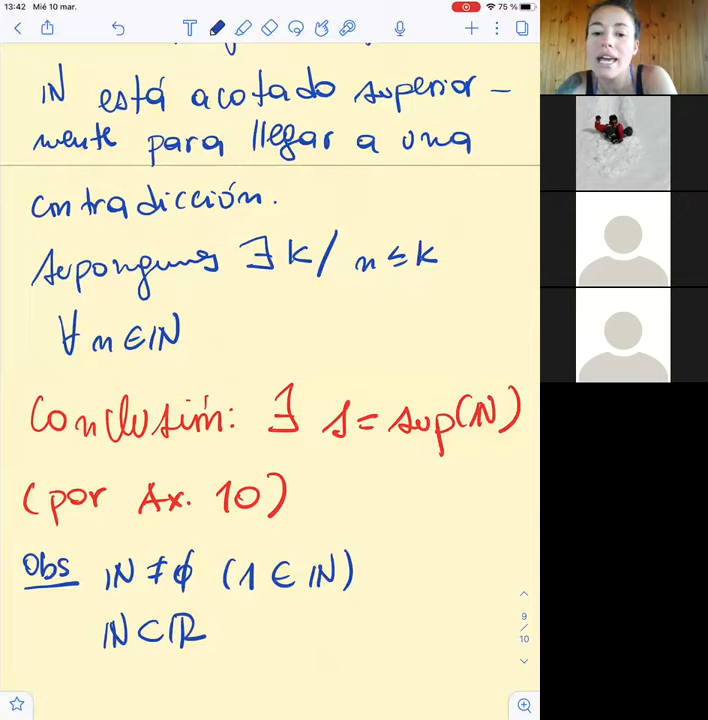 13:42 Mié 10 mar.
75 %
T
IN está acotado superior-
mente para llegar a una
contradicción.
supongamos ∃ k / n ≤ k
∀ n ∈ IN
Conclusión: ∃ s = sup(N)
(por Ax. 10)
Obs IN ≠ ϕ (1 ∈ IN)
IN ⊂ IR
9
/
10